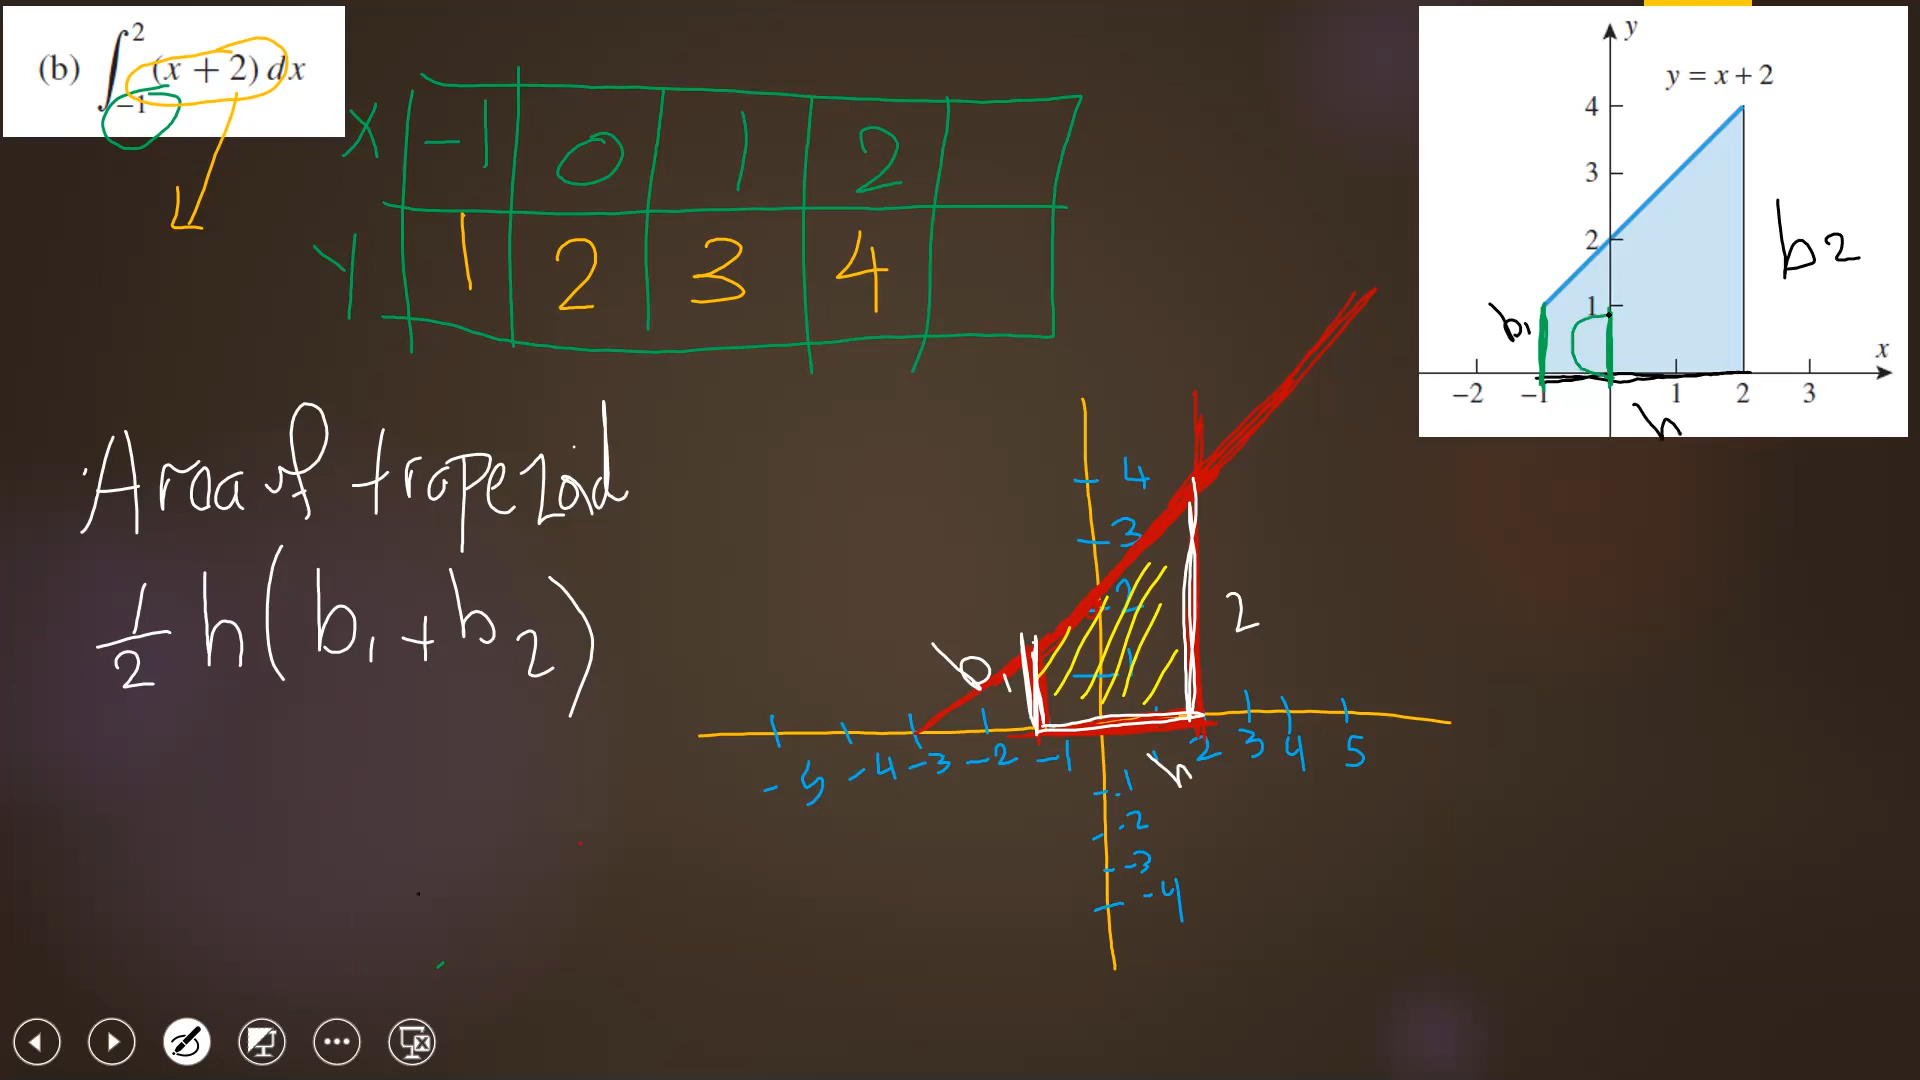 (b) ∫₋₁² (x + 2) dx
X -1 0 1 2
Y 1 2 3 4
Area of trapezoid
1/2 h(b₁+b₂)
y
y = x + 2
4
3
2
1
b₁
b2
x
-2 -1 1 2 3
h
4
3
2
1
b₁
2
-5 -4 -3 -2 -1 2 3 4 5
h
-1
-2
-3
-4